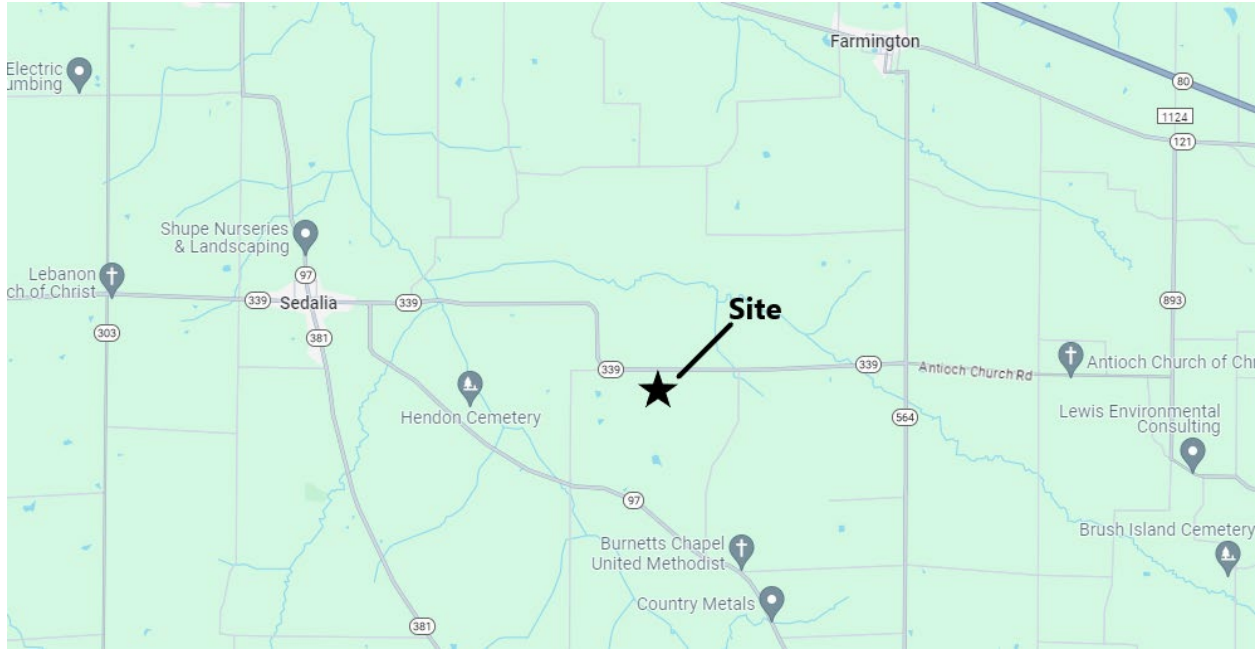 Farmington
Electric
umbing
80
1124
121
Shupe Nurseries
& Landscaping
Lebanon
ch of Christ
97
339
Sedalia
339
893
303
381
Site
339
339
Antioch Church Rd
Antioch Church of Chr
Hendon Cemetery
564
Lewis Environmental
Consulting
97
Burnetts Chapel
United Methodist
Brush Island Cemetery
Country Metals
381